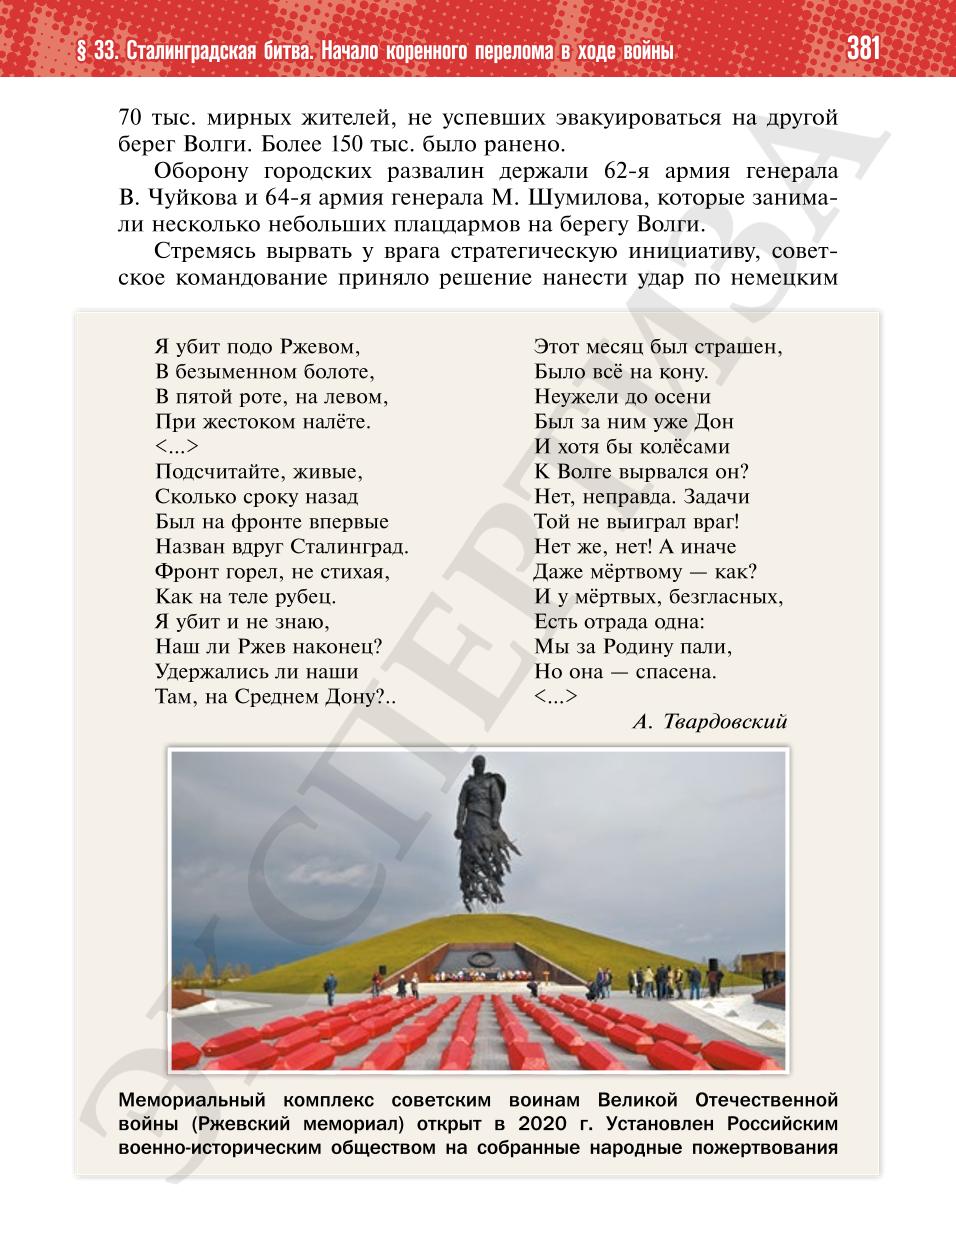 § 33. Сталинградская битва. Начало коренного перелома в ходе войны 381
70 тыс. мирных жителей, не успевших эвакуироваться на другой
берег Волги. Более 150 тыс. было ранено.
Оборону городских развалин держали 62-я армия генерала
В. Чуйкова и 64-я армия генерала М. Шумилова, которые занима-
ли несколько небольших плацдармов на берегу Волги.
Стремясь вырвать у врага стратегическую инициативу, совет-
ское командование приняло решение нанести удар по немецким
Я убит подо Ржевом,
В безыменном болоте,
В пятой роте, на левом,
При жестоком налёте.
<...>
Подсчитайте, живые,
Сколько сроку назад
Был на фронте впервые
Назван вдруг Сталинград.
Фронт горел, не стихая,
Как на теле рубец.
Я убит и не знаю,
Наш ли Ржев наконец?
Удержались ли наши
Там, на Среднем Дону?..
Этот месяц был страшен,
Было всё на кону.
Неужели до осени
Был за ним уже Дон
И хотя бы колёсами
К Волге вырвался он?
Нет, неправда. Задачи
Той не выиграл враг!
Нет же, нет! А иначе
Даже мёртвому — как?
И у мёртвых, безгласных,
Есть отрада одна:
Мы за Родину пали,
Но она — спасена.
<...>
А. Твардовский
Мемориальный комплекс советским воинам Великой Отечественной
войны (Ржевский мемориал) открыт в 2020 г. Установлен Российским
военно-историческим обществом на собранные народные пожертвования
ЭКСПЕРТИЗА